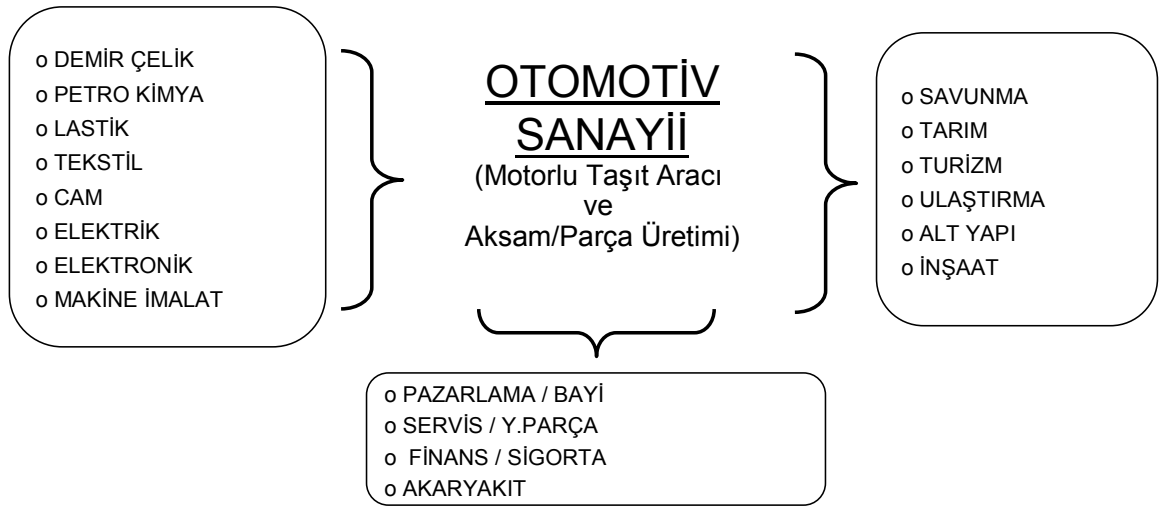 o DEMİR ÇELİK
o PETRO KİMYA
o LASTİK
o TEKSTİL
o CAM
o ELEKTRİK
o ELEKTRONİK
o MAKİNE İMALAT
OTOMOTİV
SANAYİİ
(Motorlu Taşıt Aracı
ve
Aksam/Parça Üretimi)
o SAVUNMA
o TARIM
o TURİZM
o ULAŞTIRMA
o ALT YAPI
o İNŞAAT
o PAZARLAMA / BAYİ
o SERVİS / Y.PARÇA
o FİNANS / SİGORTA
o AKARYAKIT